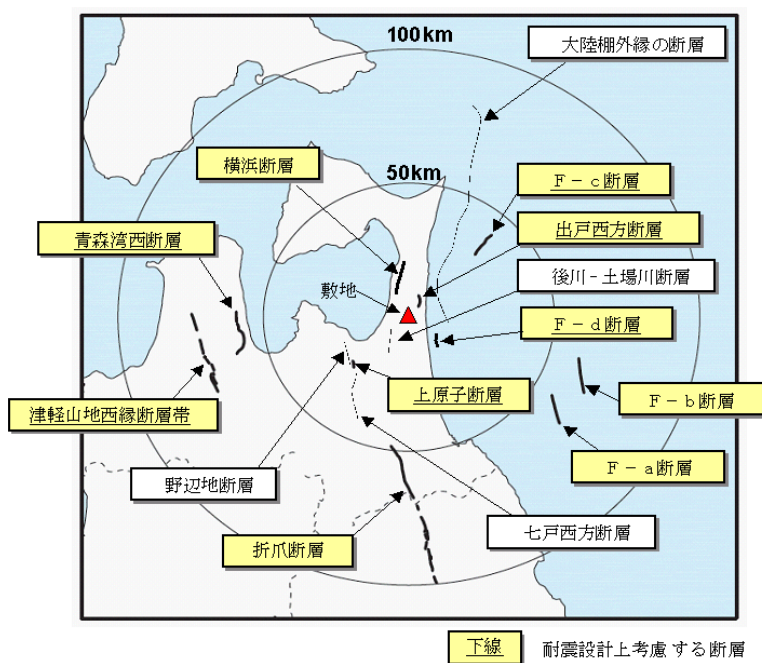 100km
大陸棚外縁の断層
横浜断層
50km
F－c断層
青森湾西断層
出戸西方断層
敷地
後川－土場川断層
F－d断層
上原子断層
F－b断層
津軽山地西縁断層帯
F－a断層
野辺地断層
七戸西方断層
折爪断層
下線 耐震設計上考慮する断層